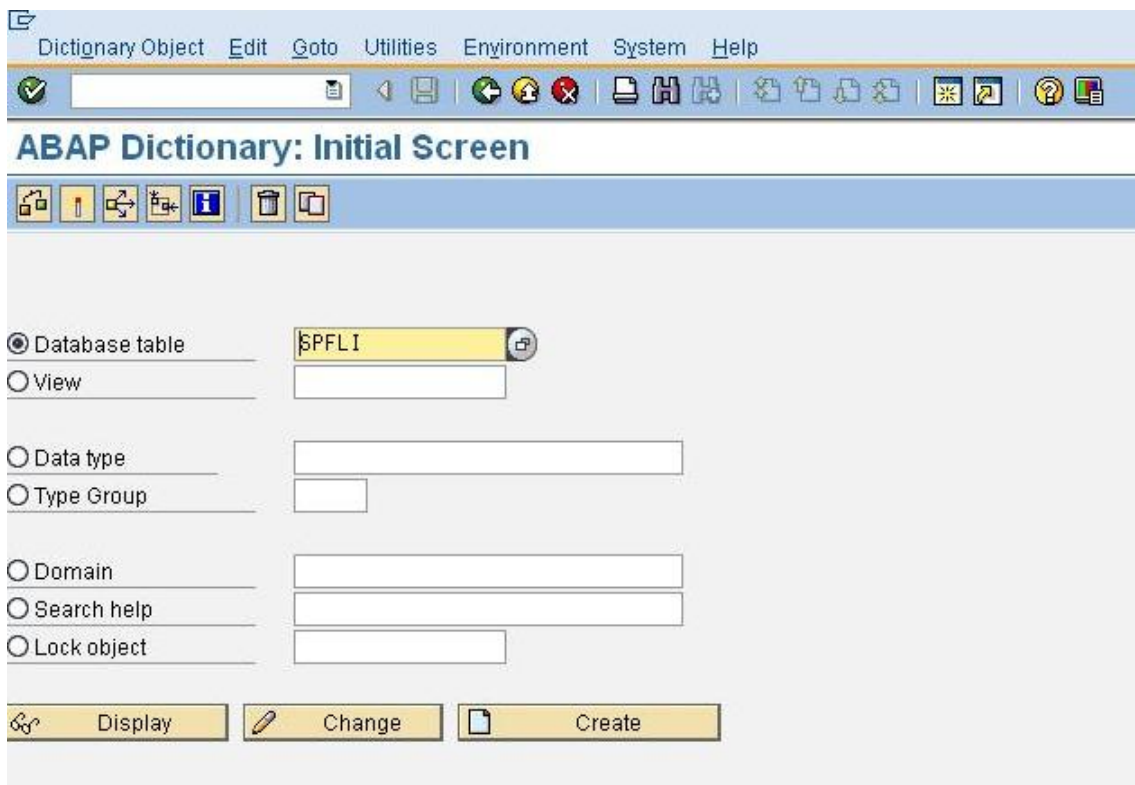 Dictionary Object Edit Goto Utilities Environment System Help
ABAP Dictionary: Initial Screen
Database table SPFLI
View
Data type
Type Group
Domain
Search help
Lock object
Display Change Create